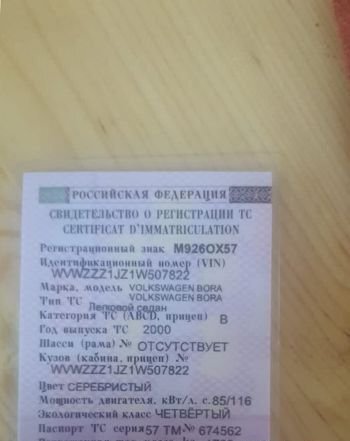 РОССИЙСКАЯ ФЕДЕРАЦИЯ
СВИДЕТЕЛЬСТВО О РЕГИСТРАЦИИ ТС
CERTIFICAT D'IMMATRICULATION
Регистрационный знак М926ОХ57
Идентификационный номер (VIN)
WVWZZZ1JZ1W507822
Марка, модель VOLKSWAGEN BORA
VOLKSWAGEN BORA
Тип ТС Легковой седан
Категория ТС (ABCD, прицеп) B
Год выпуска ТС 2000
Шасси (рама) № ОТСУТСТВУЕТ
Кузов (кабина, прицеп) №
WVWZZZ1JZ1W507822
Цвет СЕРЕБРИСТЫЙ
Мощность двигателя, кВт/л. с. 85/116
Экологический класс ЧЕТВЁРТЫЙ
Паспорт ТС серия 57 ТМ № 674562